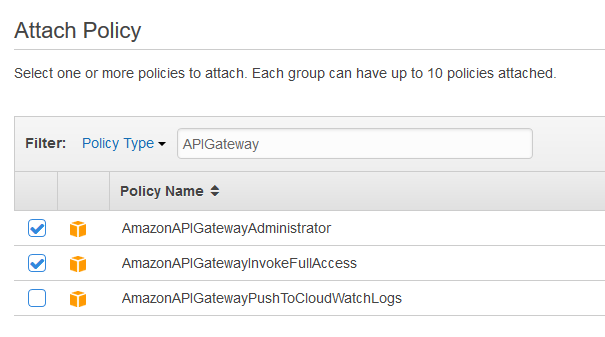 Attach Policy
Select one or more policies to attach. Each group can have up to 10 policies attached.
Filter: Policy Type APIGateway
Policy Name
AmazonAPIGatewayAdministrator
AmazonAPIGatewayInvokeFullAccess
AmazonAPIGatewayPushToCloudWatchLogs